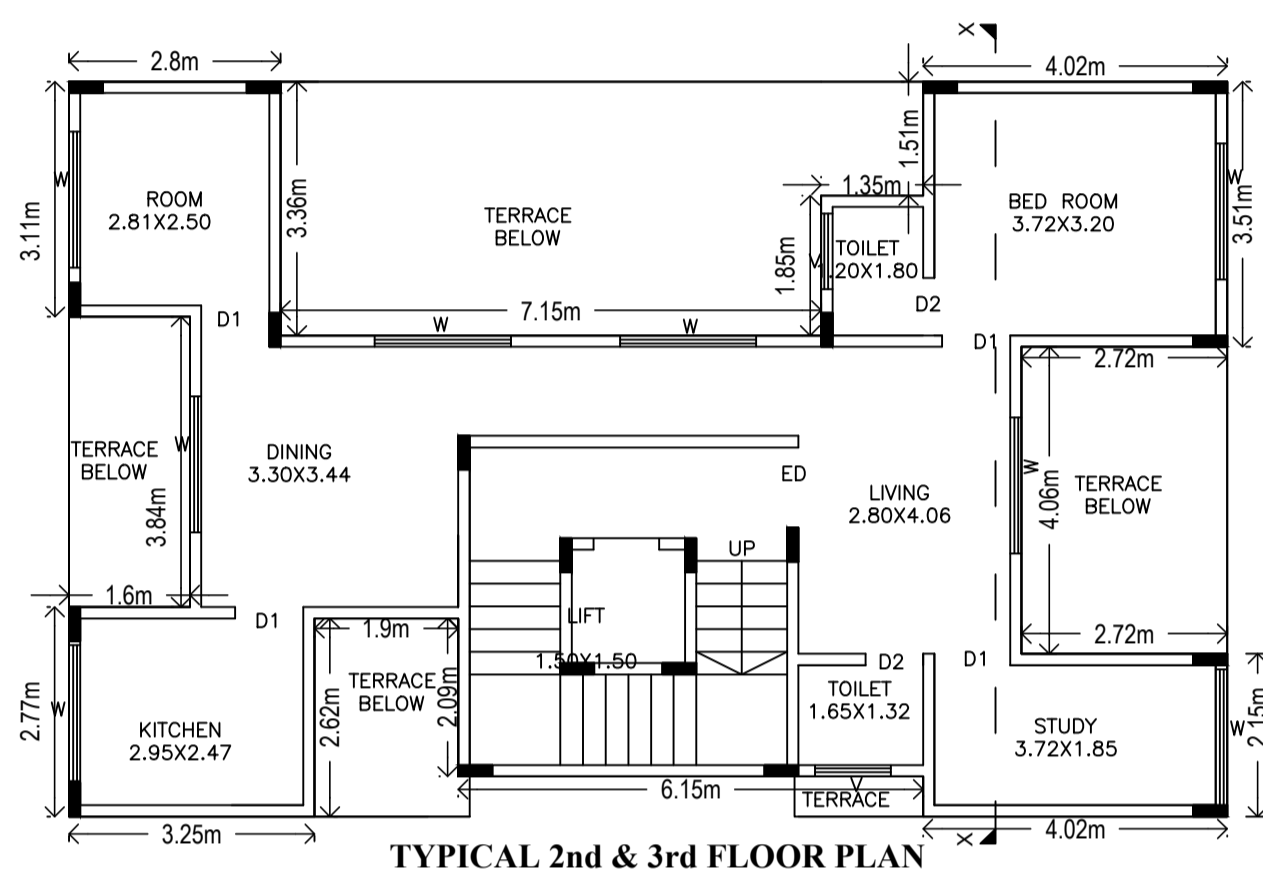 X
2.8m
4.02m
1.51m
W
ROOM
2.81X2.50
3.11m
3.36m
TERRACE
BELOW
1.35m
BED ROOM
3.72X3.20
W
3.51m
TOILET
1.85m
V
.20X1.80
D2
D1
7.15m
W
W
D1
2.72m
TERRACE
BELOW
W
DINING
3.30X3.44
3.84m
ED
LIVING
2.80X4.06
W
4.06m
TERRACE
BELOW
UP
LIFT
1.50X1.50
1.6m
D1
1.9m
2.72m
D2
D1
2.77m
W
KITCHEN
2.95X2.47
2.62m
TERRACE
BELOW
2.09m
TOILET
1.65X1.32
STUDY
3.72X1.85
W
2.15m
6.15m
V
TERRACE
3.25m
4.02m
X
TYPICAL 2nd & 3rd FLOOR PLAN